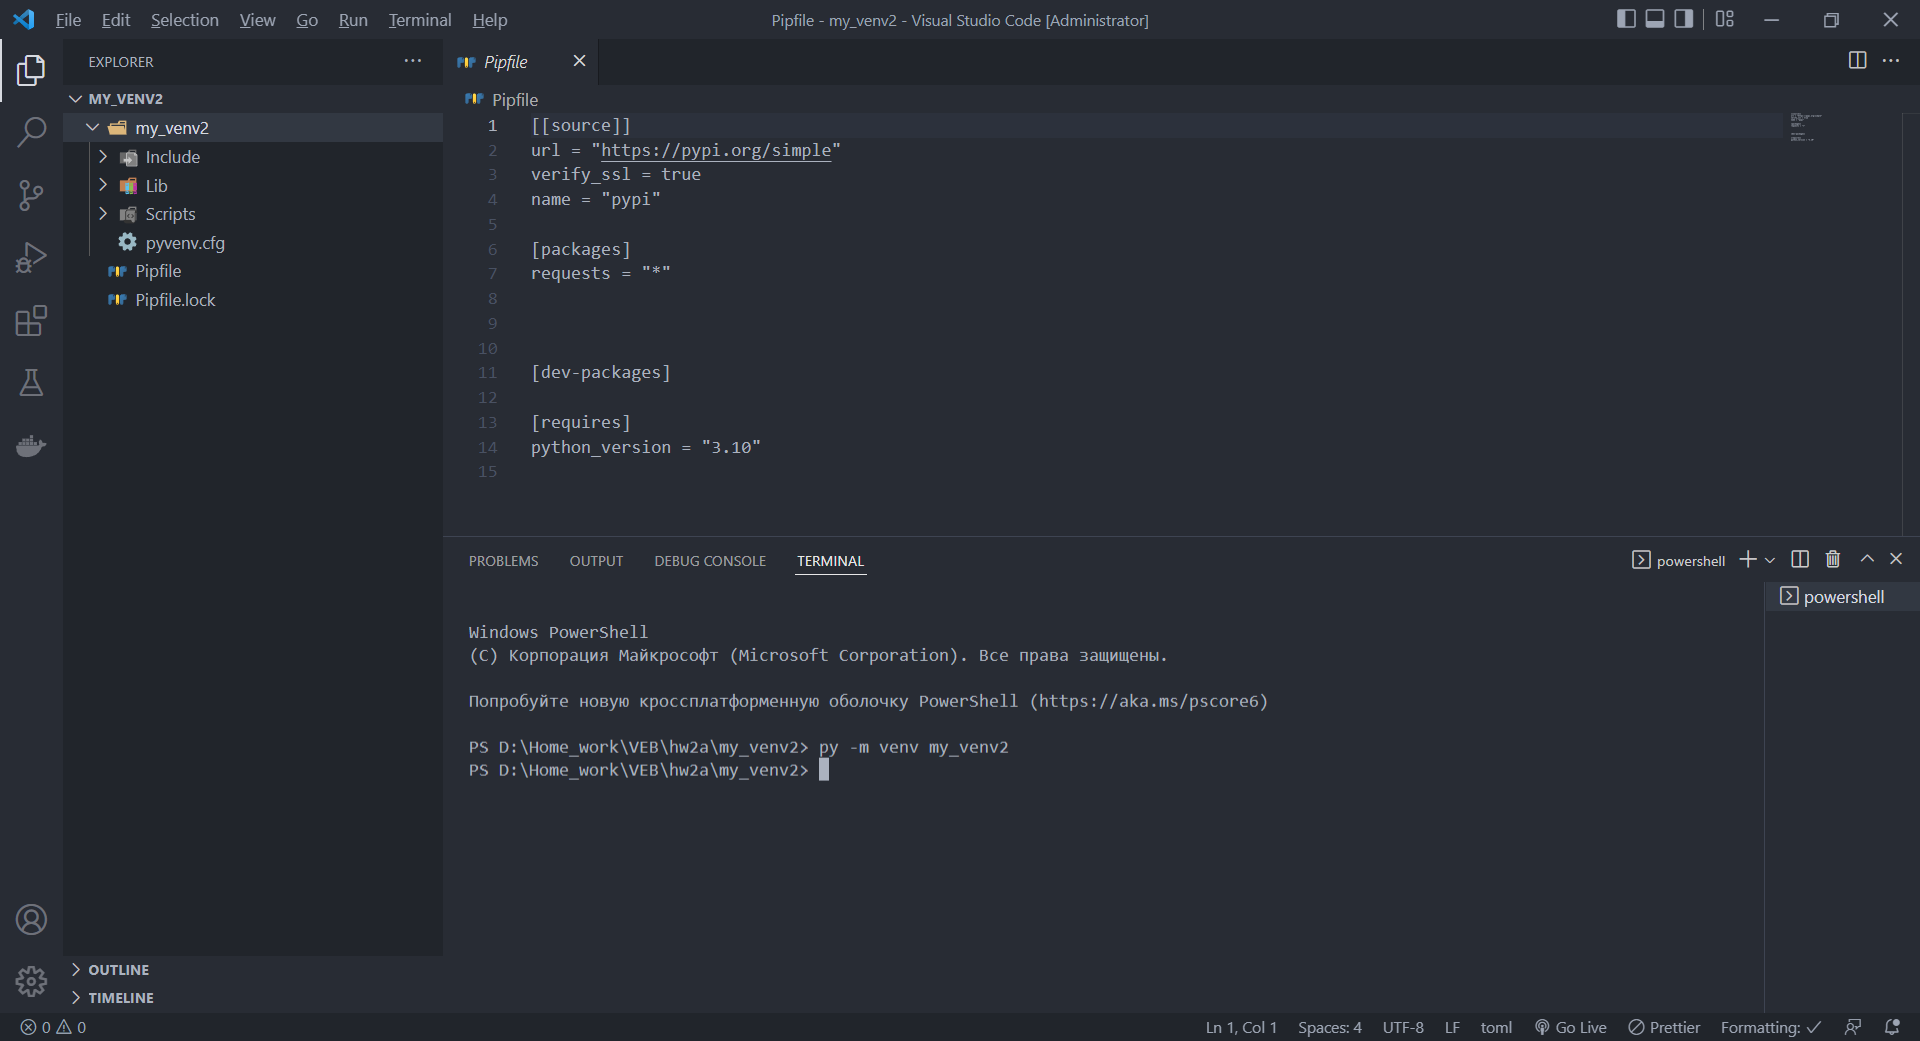 File Edit Selection View Go Run Terminal Help
Pipfile - my_venv2 - Visual Studio Code [Administrator]
EXPLORER
MY_VENV2
my_venv2
Include
Lib
Scripts
pyvenv.cfg
Pipfile
Pipfile.lock
OUTLINE
TIMELINE
Pipfile
Pipfile
1 [[source]]
2 url = "https://pypi.org/simple"
3 verify_ssl = true
4 name = "pypi"
5
6 [packages]
7 requests = "*"
8
9
10
11 [dev-packages]
12
13 [requires]
14 python_version = "3.10"
15
PROBLEMS OUTPUT DEBUG CONSOLE TERMINAL
powershell
powershell
Windows PowerShell
(C) Корпорация Майкрософт (Microsoft Corporation). Все права защищены.
Попробуйте новую кроссплатформенную оболочку PowerShell (https://aka.ms/pscore6)
PS D:\Home_work\VEB\hw2a\my_venv2> py -m venv my_venv2
PS D:\Home_work\VEB\hw2a\my_venv2>
0 0
Ln 1, Col 1 Spaces: 4 UTF-8 LF toml Go Live Prettier Formatting: